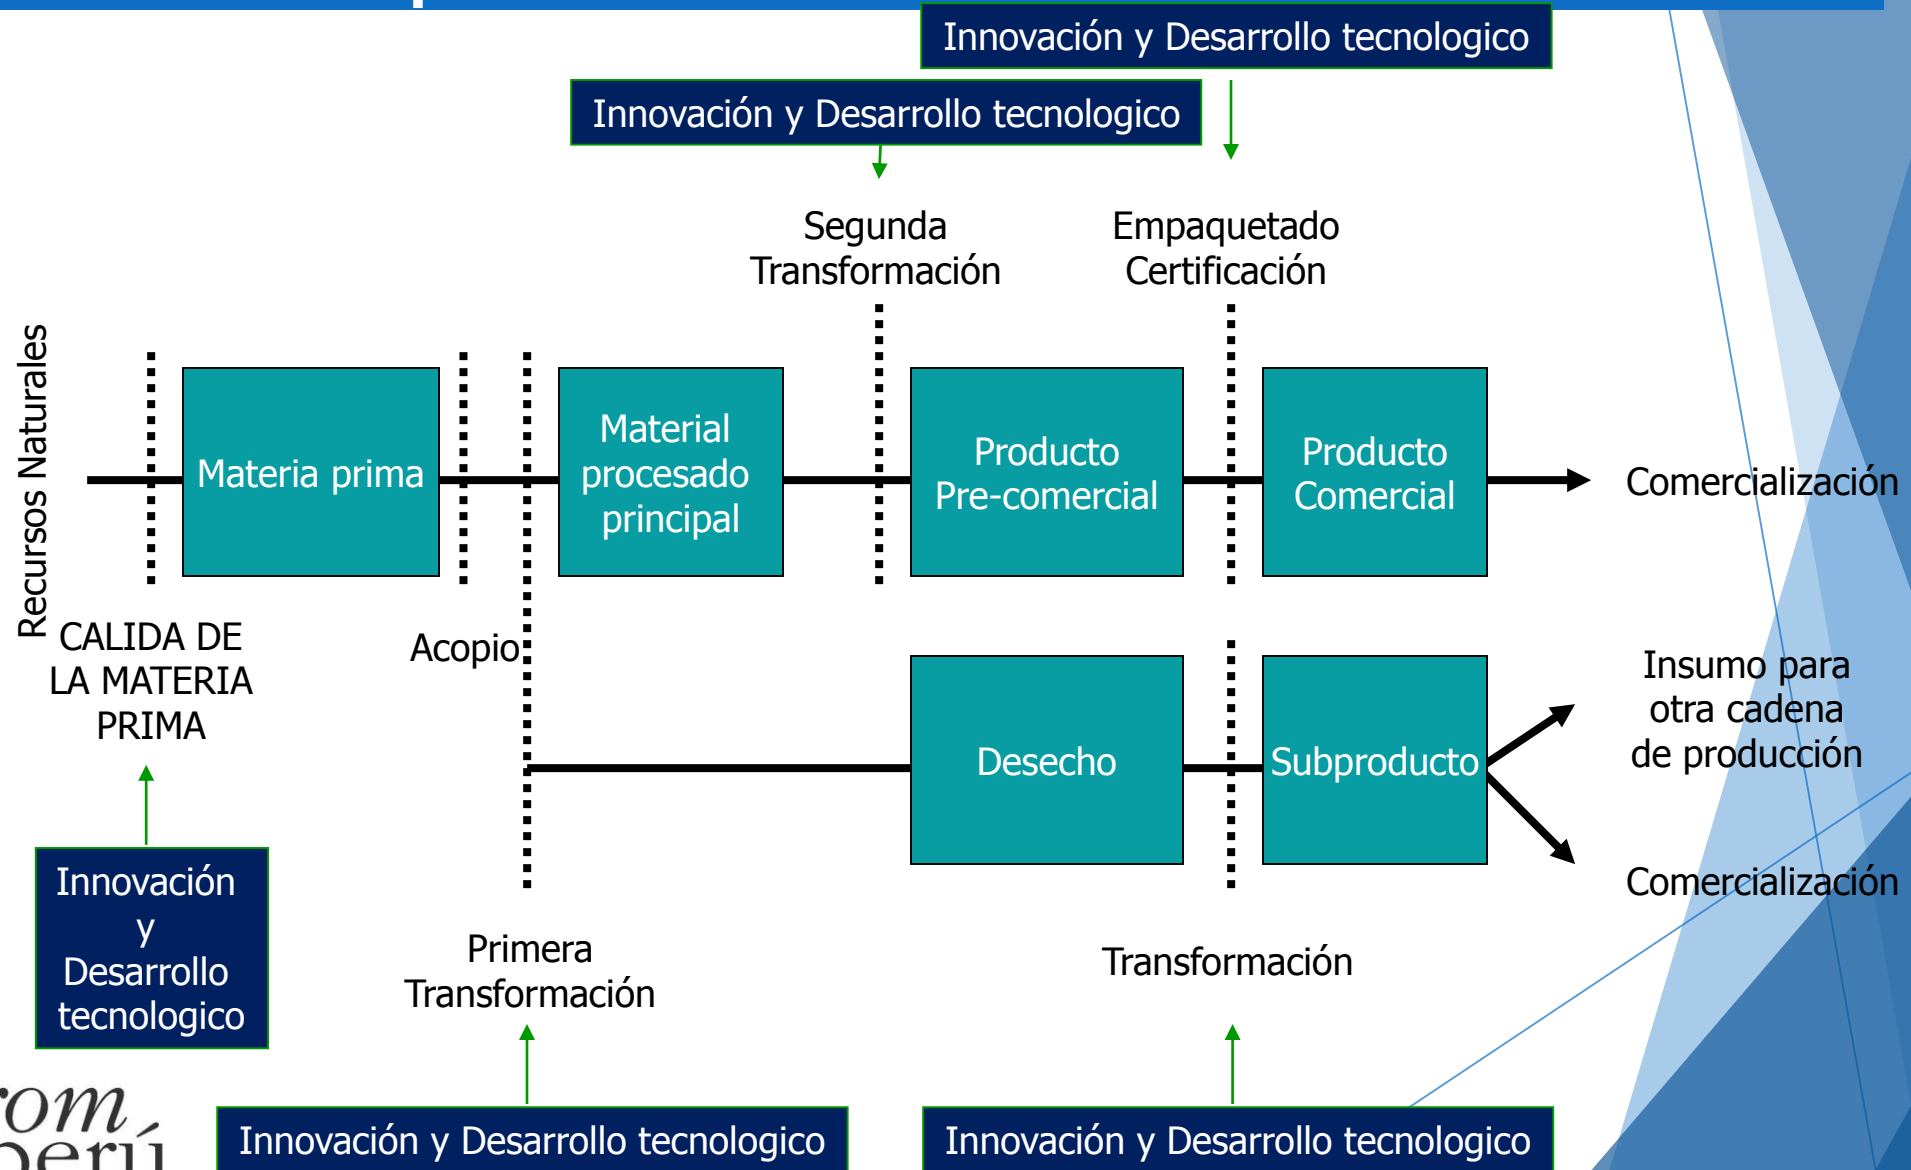 Innovación y Desarrollo tecnologico
Innovación y Desarrollo tecnologico
Segunda
Transformación
Empaquetado
Certificación
Recursos Naturales
Materia prima
Material
procesado
principal
Producto
Pre-comercial
Producto
Comercial
Comercialización
CALIDA DE
LA MATERIA
PRIMA
Acopio
Desecho
Subproducto
Insumo para
otra cadena
de producción
Comercialización
Innovación
y
Desarrollo
tecnologico
Primera
Transformación
Transformación
Innovación y Desarrollo tecnologico
Innovación y Desarrollo tecnologico
rom
perú